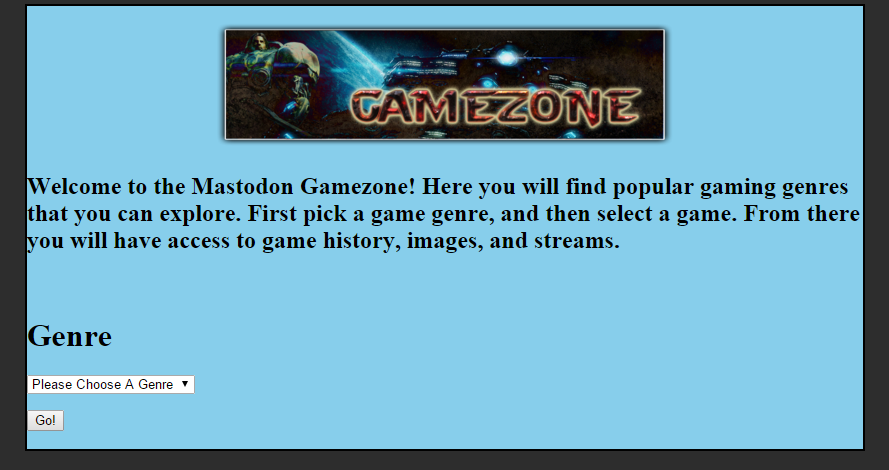 GAMEZONE
Welcome to the Mastodon Gamezone! Here you will find popular gaming genres
that you can explore. First pick a game genre, and then select a game. From there
you will have access to game history, images, and streams.
Genre
Please Choose A Genre
Go!